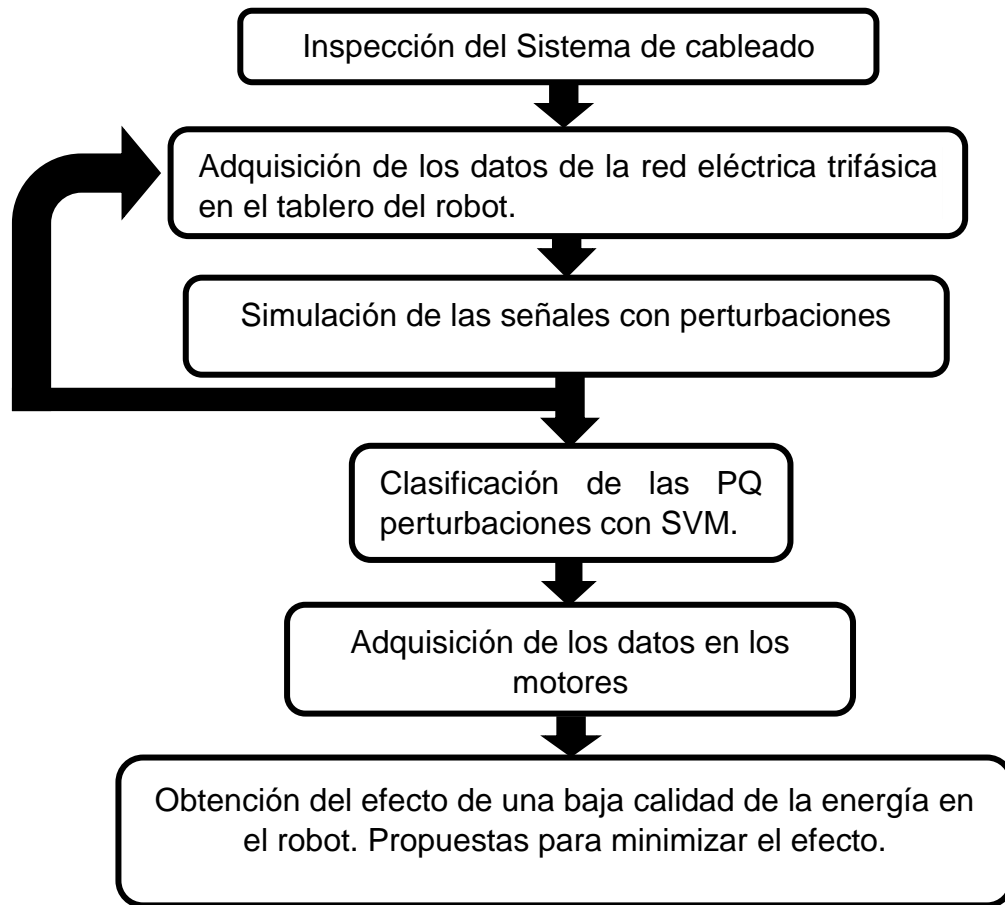 Inspección del Sistema de cableado
Adquisición de los datos de la red eléctrica trifásica
en el tablero del robot.
Simulación de las señales con perturbaciones
Clasificación de las PQ
perturbaciones con SVM.
Adquisición de los datos en los
motores
Obtención del efecto de una baja calidad de la energía en
el robot. Propuestas para minimizar el efecto.